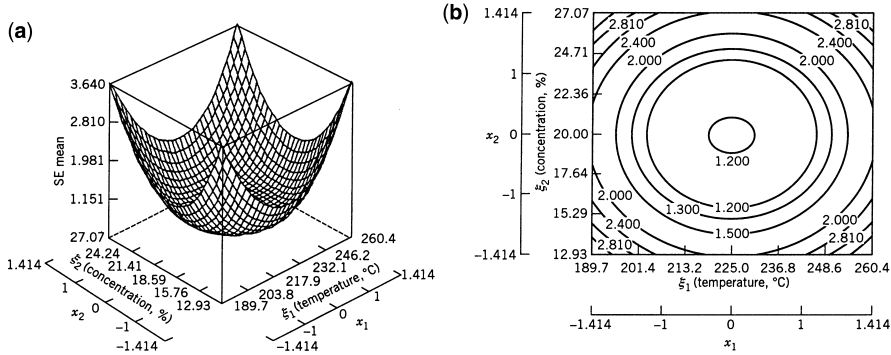 (a)
3.640
2.810
1.981
1.151
SE mean
27.07
24.24
21.41
18.59
15.76
12.93
ξ2 (concentration, %)
1.414
1
0
−1
−1.414
x2
260.4
246.2
232.1
217.9
203.8
189.7
ξ1 (temperature, °C)
1.414
1
0
−1
−1.414
x1
(b)
1.414
1
x2 0
−1
−1.414
ξ2 (concentration, %)
27.07
24.71
22.36
20.00
17.64
15.29
12.93
2.810 2.810
2.400 2.400
2.000 2.000
1.200
2.000 1.300 1.200 2.000
2.400 1.500 2.400
2.810 2.810
189.7 201.4 213.2 225.0 236.8 248.6 260.4
ξ1 (temperature, °C)
−1.414 −1 0 1 1.414
x1